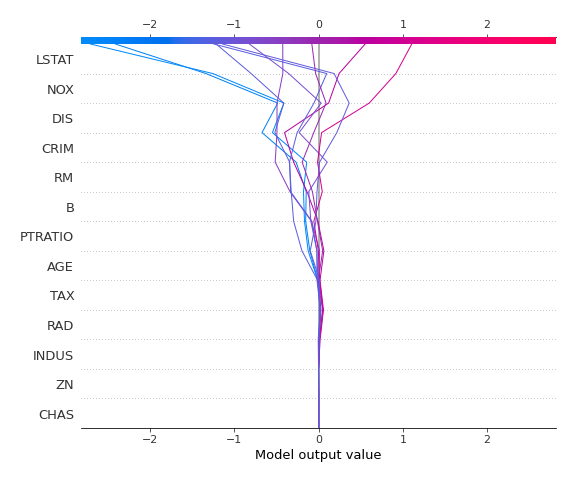 −2 −1 0 1 2
LSTAT
NOX
DIS
CRIM
RM
B
PTRATIO
AGE
TAX
RAD
INDUS
ZN
CHAS
−2 −1 0 1 2
Model output value